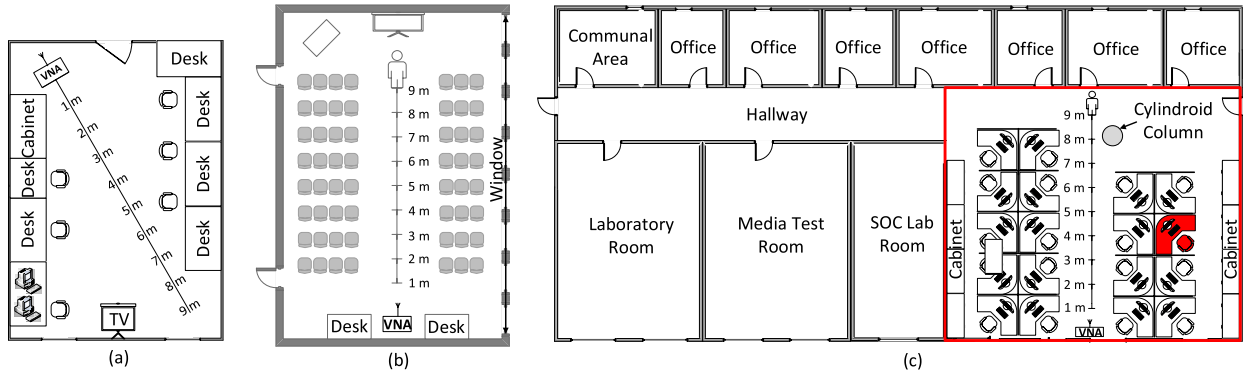 VNA
1 m
2 m
3 m
4 m
5 m
6 m
7 m
8 m
9 m
Desk
Desk
Desk
Desk
Cabinet
Desk
Desk
TV
(a)
9 m
8 m
7 m
6 m
5 m
4 m
3 m
2 m
1 m
Window
Desk
VNA
Desk
(b)
Communal
Area
Office
Office
Office
Office
Office
Office
Office
Hallway
Laboratory
Room
Media Test
Room
SOC Lab
Room
Cabinet
9 m
8 m
7 m
6 m
5 m
4 m
3 m
2 m
1 m
VNA
Cylindroid
Column
Cabinet
(c)